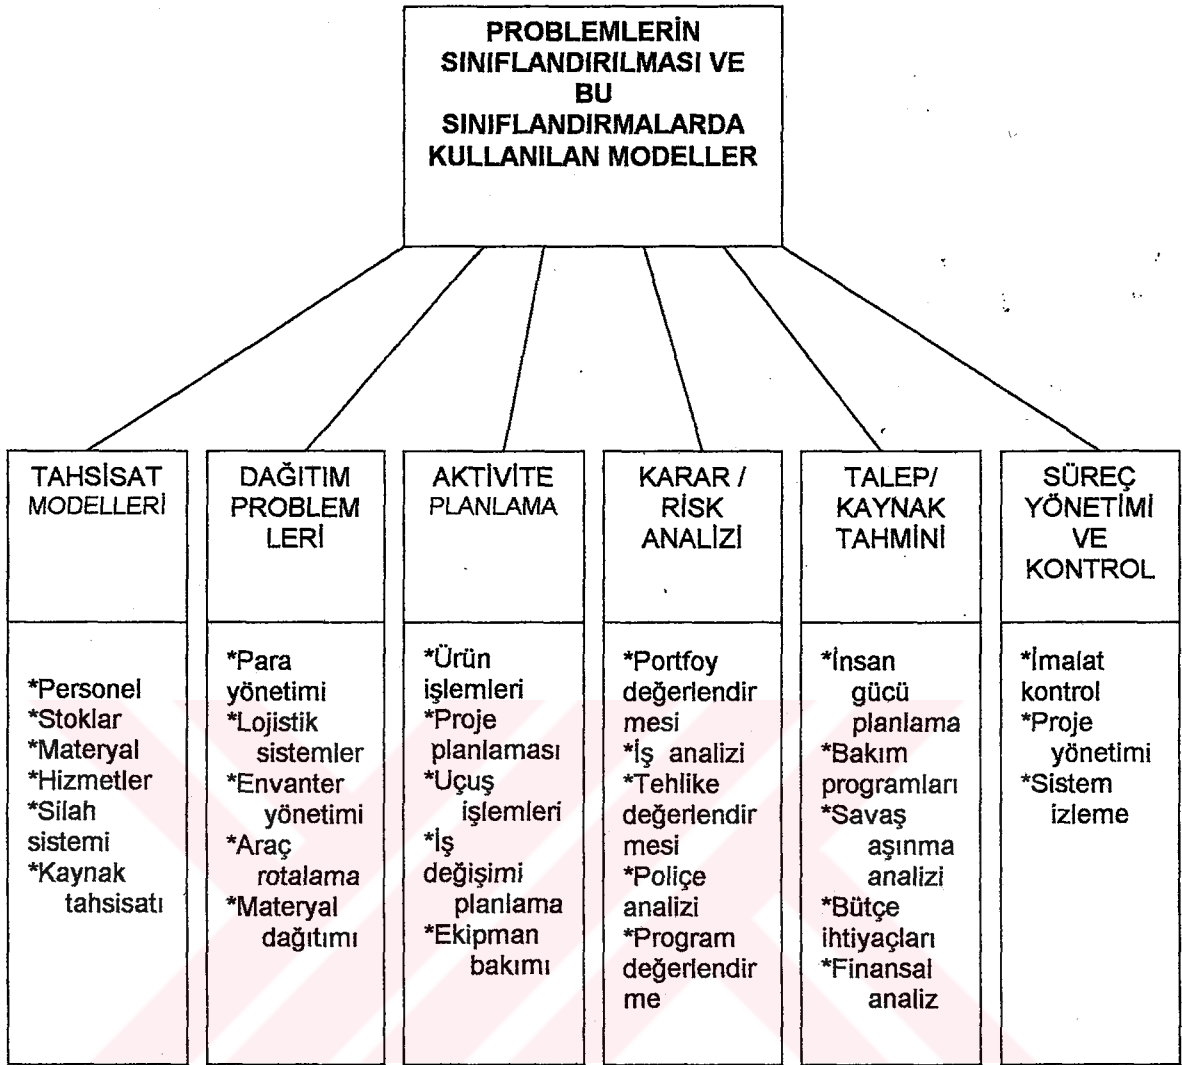 PROBLEMLERİN
SINIFLANDIRILMASI VE
BU
SINIFLANDIRMALARDA
KULLANILAN MODELLER
TAHSİSAT
MODELLERİ
*Personel
*Stoklar
*Materyal
*Hizmetler
*Silah
sistemi
*Kaynak
tahsisatı
DAĞITIM
PROBLEM
LERİ
*Para
yönetimi
*Lojistik
sistemler
*Envanter
yönetimi
*Araç
rotalama
*Materyal
dağıtımı
AKTİVİTE
PLANLAMA
*Ürün
işlemleri
*Proje
planlaması
*Uçuş
işlemleri
*İş
değişimi
planlama
*Ekipman
bakımı
KARAR /
RİSK
ANALİZİ
*Portfoy
değerlendir
mesi
*İş analizi
*Tehlike
değerlendir
mesi
*Poliçe
analizi
*Program
değerlendir
me
TALEP/
KAYNAK
TAHMİNİ
*İnsan
gücü
planlama
*Bakım
programları
*Savaş
aşınma
analizi
*Bütçe
ihtiyaçları
*Finansal
analiz
SÜREÇ
YÖNETİMİ
VE
KONTROL
*İmalat
kontrol
*Proje
yönetimi
*Sistem
izleme